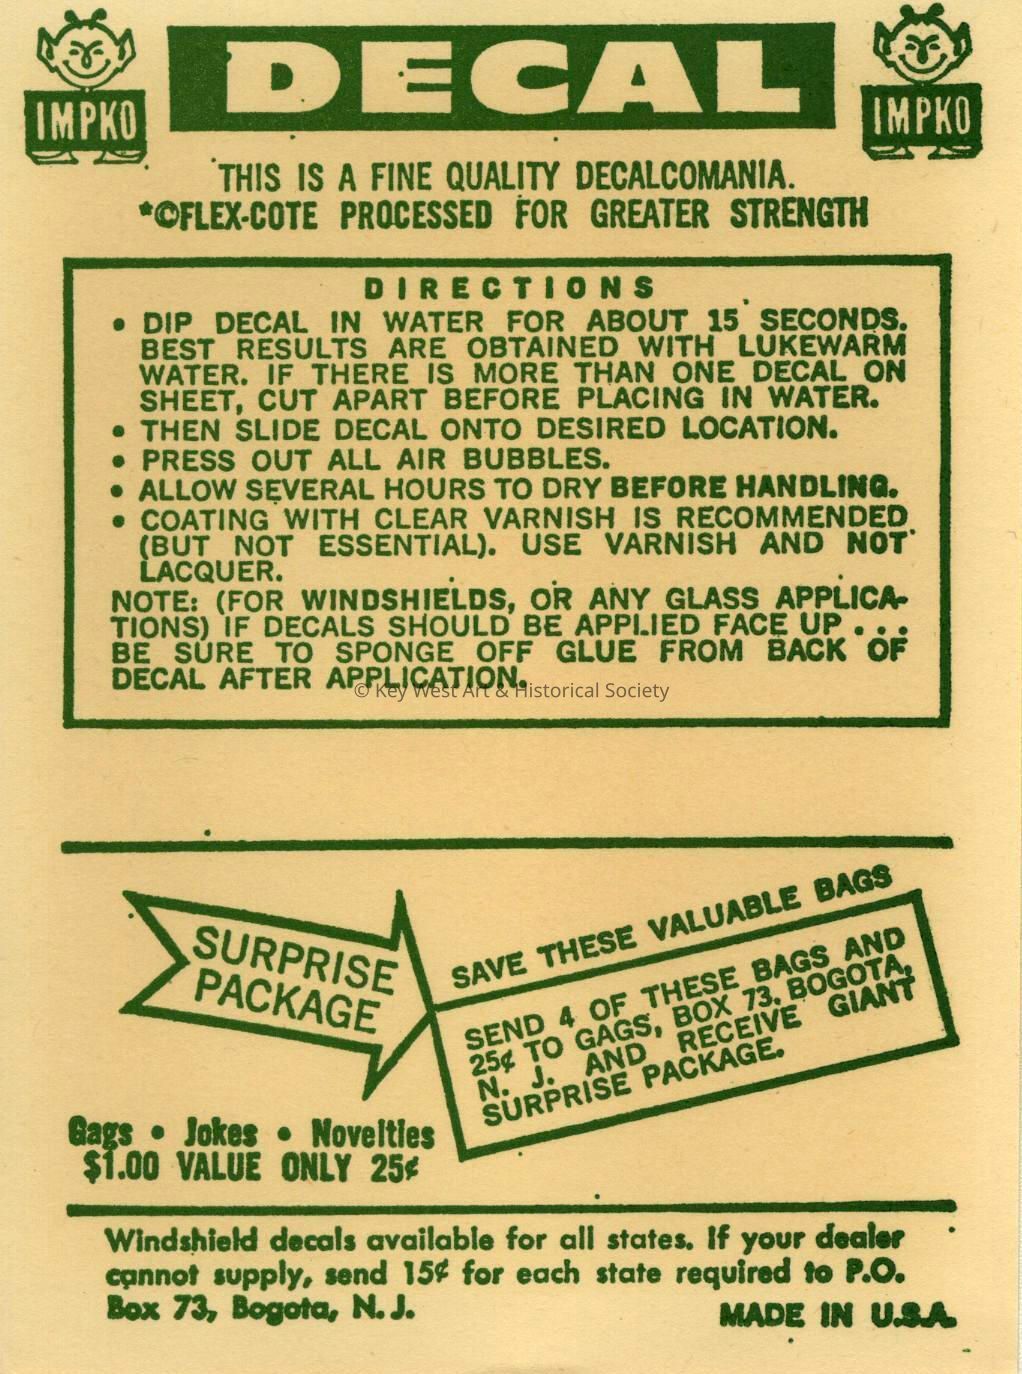 DECAL
IMPKO
IMPKO
THIS IS A FINE QUALITY DECALCOMANIA.
*©FLEX-COTE PROCESSED FOR GREATER STRENGTH
DIRECTIONS
• DIP DECAL IN WATER FOR ABOUT 15 SECONDS.
BEST RESULTS ARE OBTAINED WITH LUKEWARM
WATER. IF THERE IS MORE THAN ONE DECAL ON
SHEET, CUT APART BEFORE PLACING IN WATER.
• THEN SLIDE DECAL ONTO DESIRED LOCATION.
• PRESS OUT ALL AIR BUBBLES.
• ALLOW SEVERAL HOURS TO DRY BEFORE HANDLING.
• COATING WITH CLEAR VARNISH IS RECOMMENDED
(BUT NOT ESSENTIAL). USE VARNISH AND NOT
LACQUER.
NOTE: (FOR WINDSHIELDS, OR ANY GLASS APPLICA-
TIONS) IF DECALS SHOULD BE APPLIED FACE UP . . .
BE SURE TO SPONGE OFF GLUE FROM BACK OF
DECAL AFTER APPLICATION.
© Key West Art & Historical Society
SURPRISE
PACKAGE
SAVE THESE VALUABLE BAGS
SEND 4 OF THESE BAGS AND
25¢ TO GAGS, BOX 73. BOGOTA,
N. J. AND RECEIVE GIANT
SURPRISE PACKAGE.
Gags • Jokes • Novelties
$1.00 VALUE ONLY 25¢
Windshield decals available for all states. If your dealer
cannot supply, send 15¢ for each state required to P.O.
Box 73, Bogota, N. J.
MADE IN U.S.A.